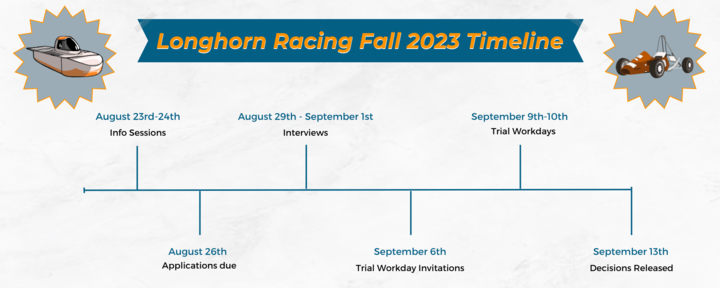 Longhorn Racing Fall 2023 Timeline
August 23rd-24th
Info Sessions
August 26th
Applications due
August 29th - September 1st
Interviews
September 6th
Trial Workday Invitations
September 9th-10th
Trial Workdays
September 13th
Decisions Released